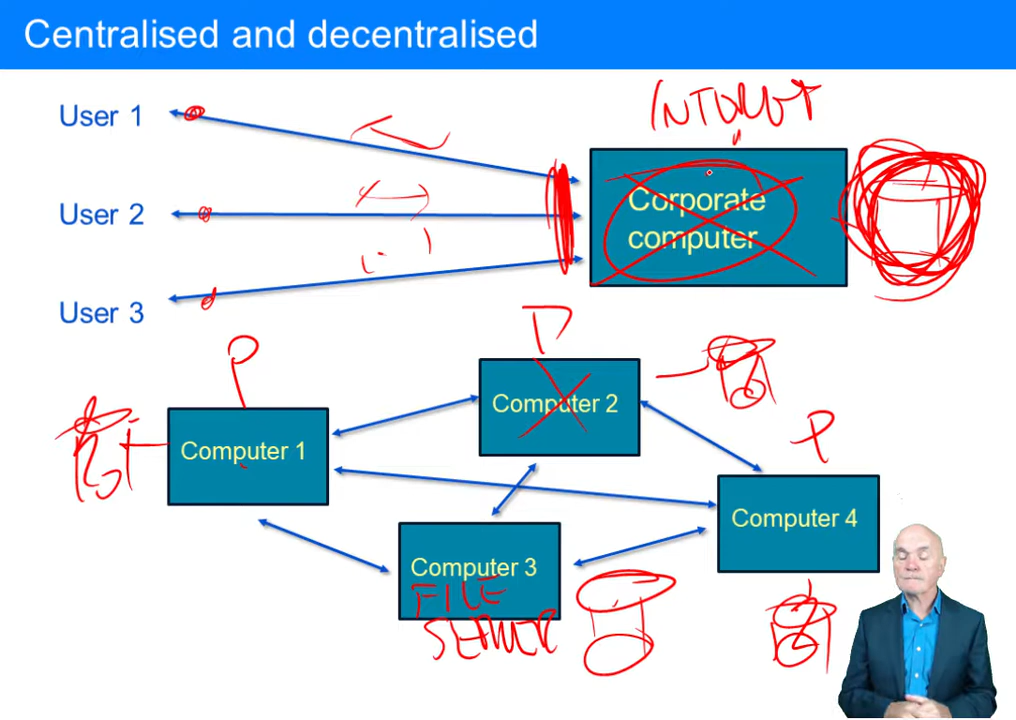 Centralised and decentralised
INTERNET
User 1
User 2
User 3
Corporate
computer
P
D
P
Computer 1
Computer 2
Computer 4
Computer 3
FILE
SERVER